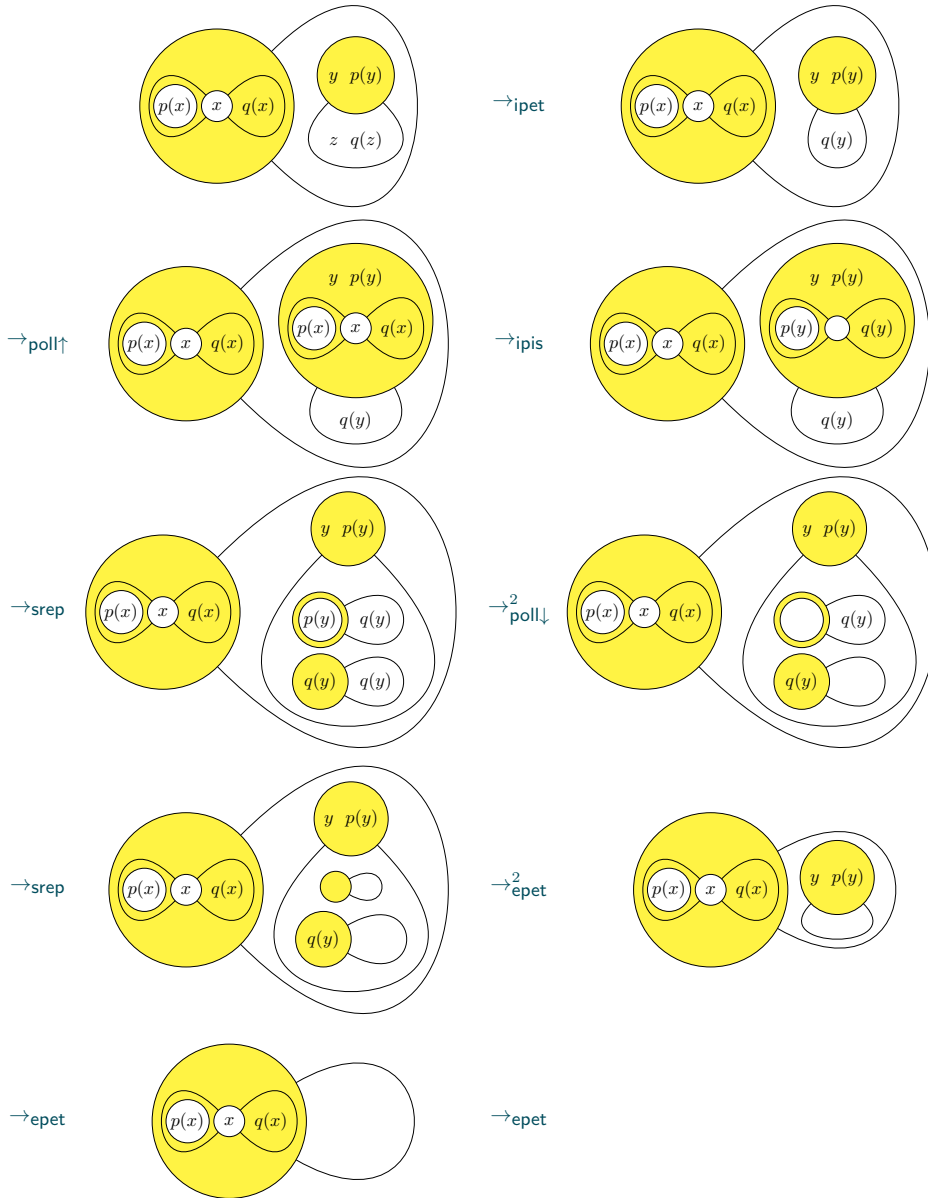 p(x) x q(x) y p(y) z q(z) →ipet p(x) x q(x) y p(y) q(y)
→poll↑ p(x) x q(x) y p(y) p(x) x q(x) q(y) →ipis p(x) x q(x) y p(y) p(y) q(y) q(y)
→srep p(x) x q(x) y p(y) p(y) q(y) q(y) q(y) →²poll↓ p(x) x q(x) y p(y) q(y) q(y)
→srep p(x) x q(x) y p(y) q(y) →²epet p(x) x q(x) y p(y)
→epet p(x) x q(x) →epet